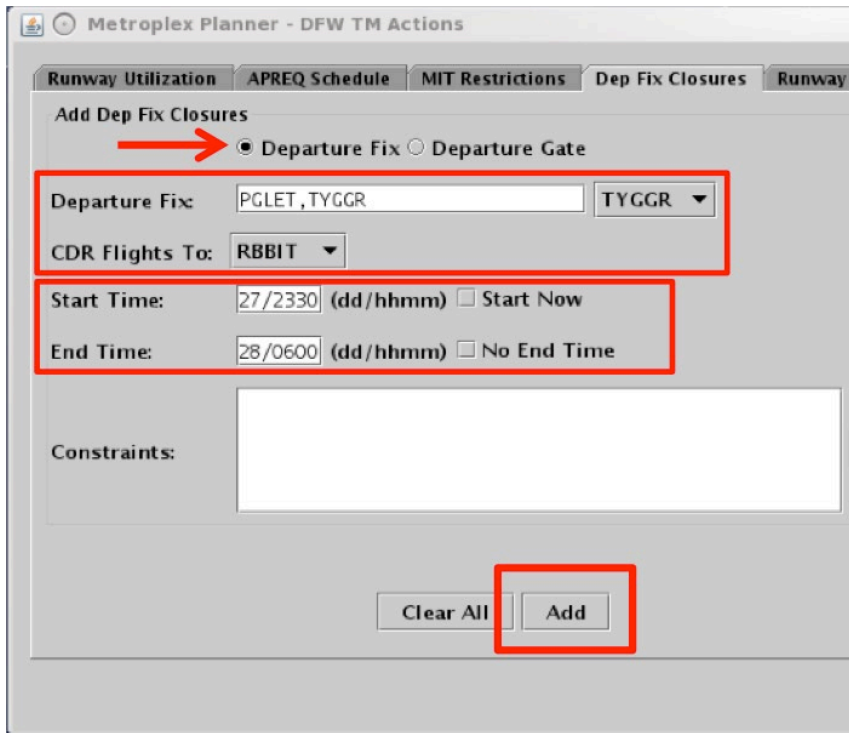 Metroplex Planner - DFW TM Actions
Runway Utilization APREQ Schedule MIT Restrictions Dep Fix Closures Runway
Add Dep Fix Closures
Departure Fix Departure Gate
Departure Fix: PGLET,TYGGR TYGGR
CDR Flights To: RBBIT
Start Time: 27/2330 (dd/hhmm) Start Now
End Time: 28/0600 (dd/hhmm) No End Time
Constraints:
Clear All Add